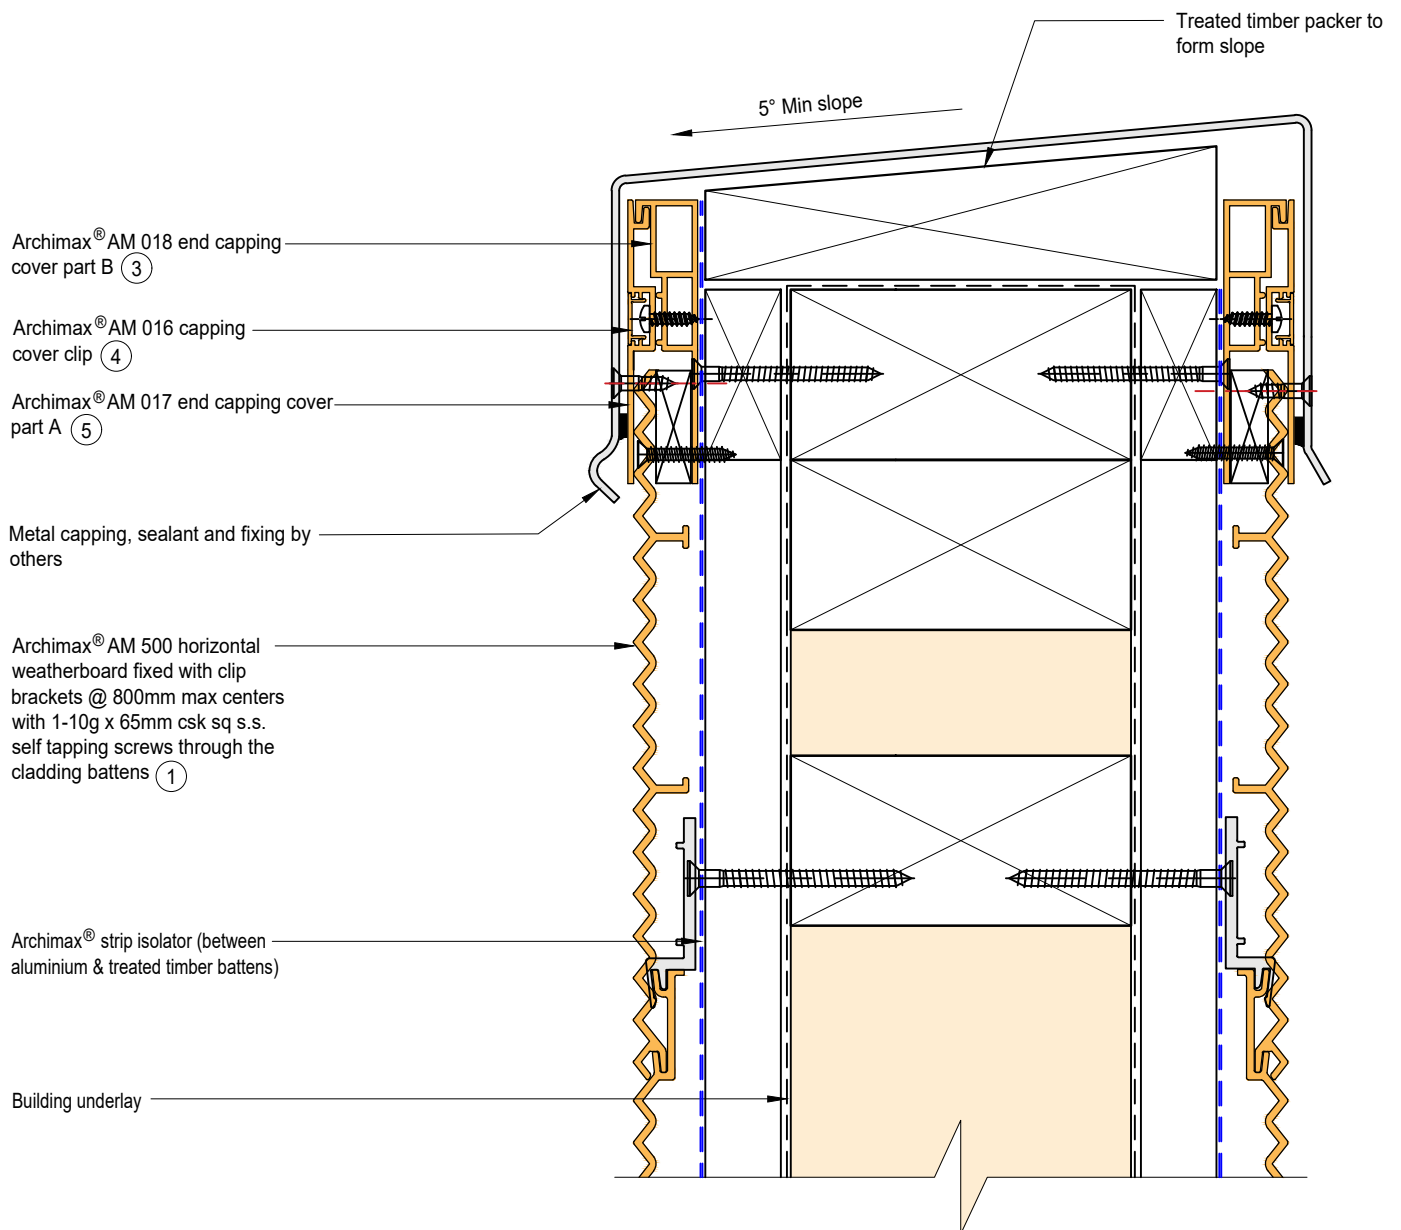 Treated timber packer to
form slope
5° Min slope
Archimax® AM 018 end capping
cover part B 3
Archimax® AM 016 capping
cover clip 4
Archimax® AM 017 end capping cover
part A 5
Metal capping, sealant and fixing by
others
Archimax® AM 500 horizontal
weatherboard fixed with clip
brackets @ 800mm max centers
with 1-10g x 65mm csk sq s.s.
self tapping screws through the
cladding battens 1
Archimax® strip isolator (between
aluminium & treated timber battens)
Building underlay